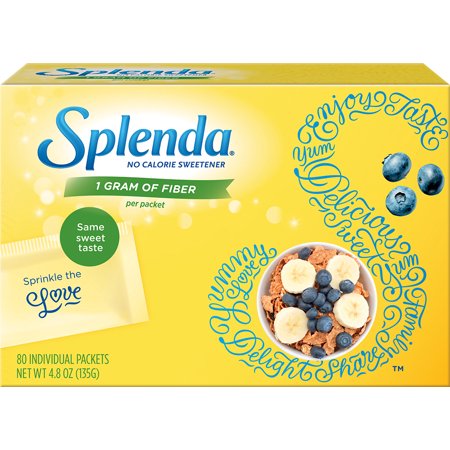 Splenda
Splenda®
NO CALORIE SWEETENER
1 GRAM OF FIBER
per packet
Same
sweet
taste
Sprinkle the
Love
80 INDIVIDUAL PACKETS
NET WT 4.8 OZ (135G)
Enjoy Taste
Yum
Delicious
Sweet
Yum
Family
Share
Delight
Yummy
Love
™